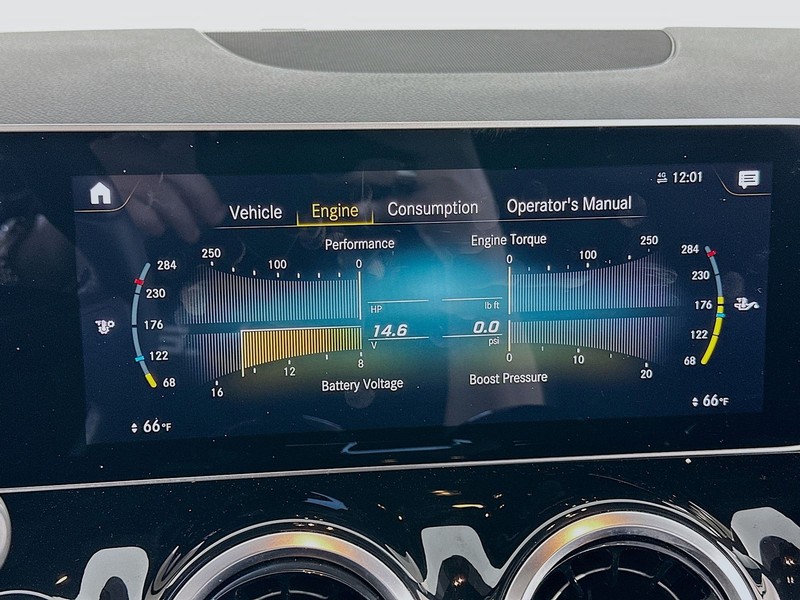 4G 12:01
Vehicle Engine Consumption Operator's Manual
Performance Engine Torque
250 100 0 0 100 250
284 284
230 230
HP lb ft
176 176
14.6 0.0
V psi
122 122
16 12 8 0 10 20
68 68
Battery Voltage Boost Pressure
66°F 66°F